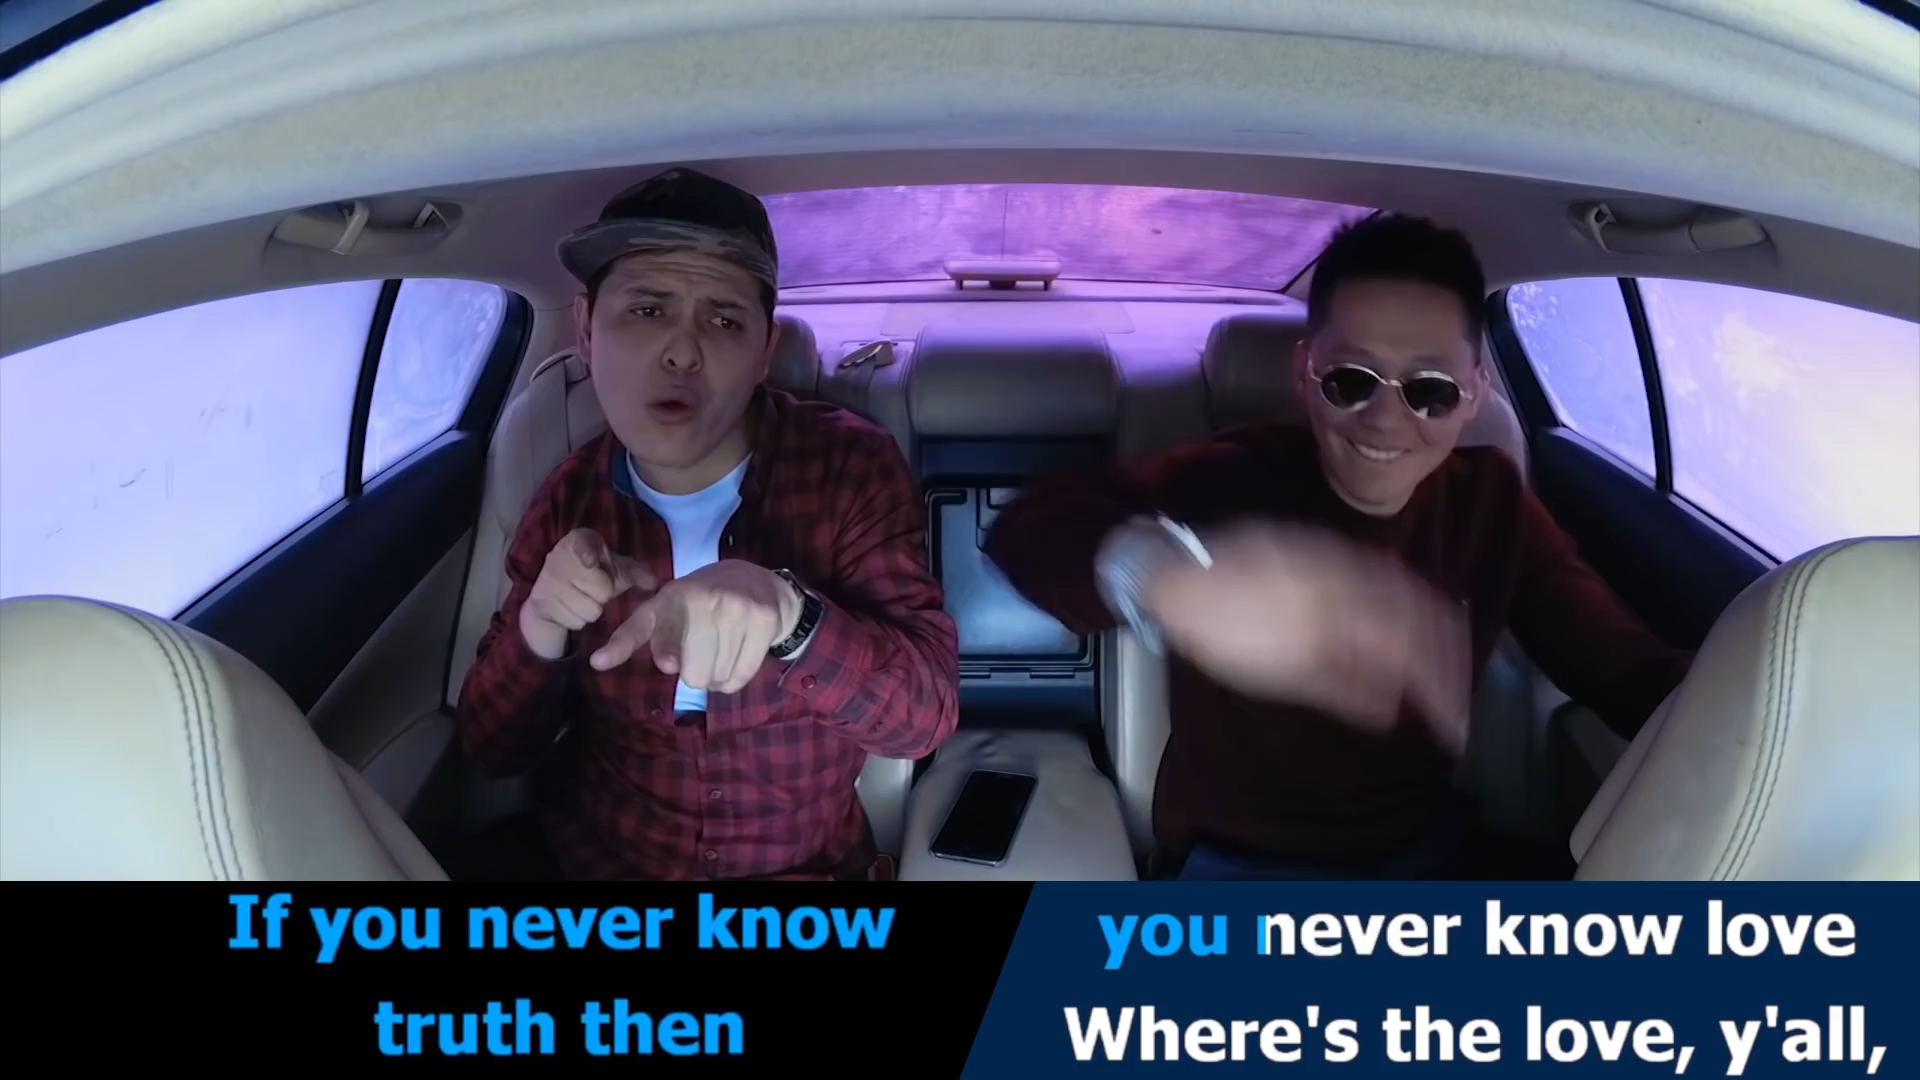 If you never know
truth then
you never know love
Where's the love, y'all,